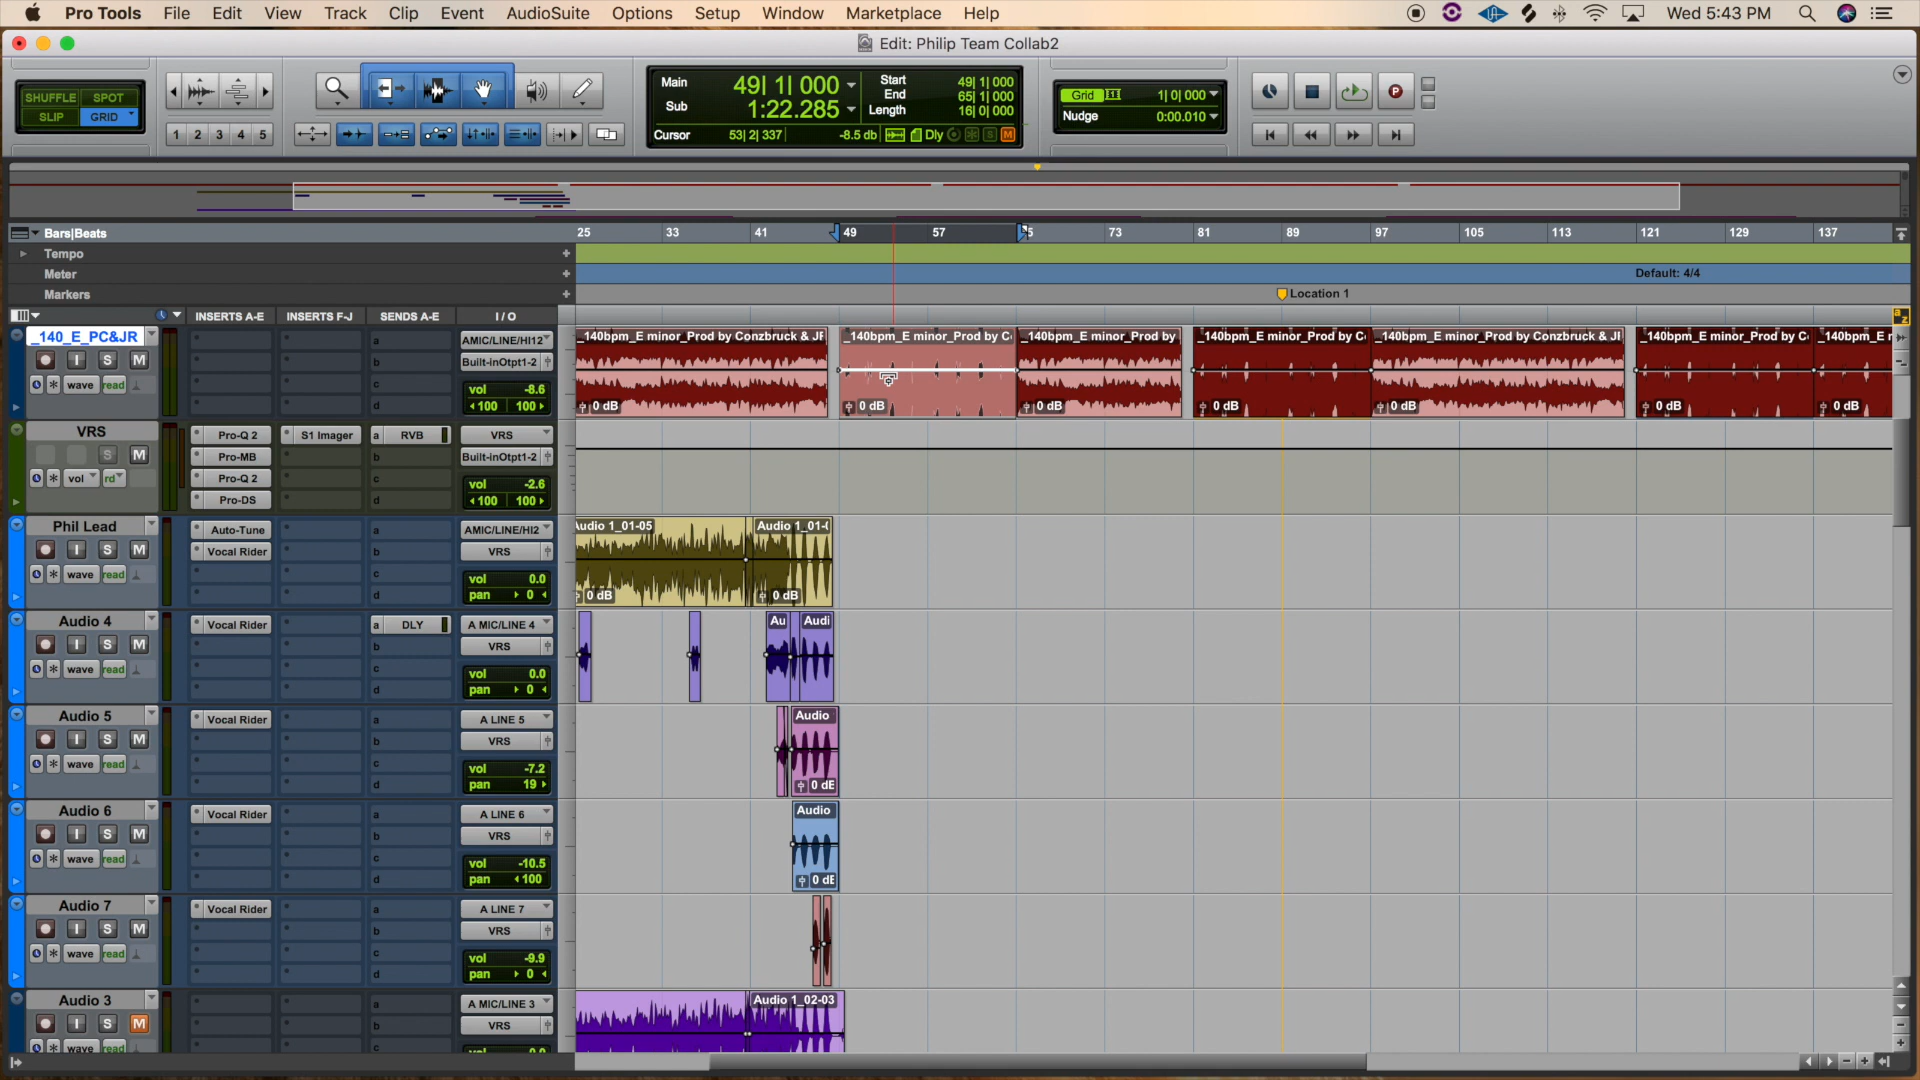 Pro Tools File Edit View Track Clip Event AudioSuite Options Setup Window Marketplace Help Wed 5:43 PM
Edit: Philip Team Collab2
SHUFFLE SPOT
SLIP GRID
1 2 3 4 5
Main 49| 1| 000
Sub 1:22.285
Start 49| 1| 000
End 65| 1| 000
Length 16| 0| 000
Cursor 53| 2| 337 -8.5 db Dly S M
Grid 1| 0| 000
Nudge 0:00.010
P
Bars|Beats 25 33 41 49 57 73 81 89 97 105 113 121 129 137
Tempo
Meter Default: 4/4
Markers Location 1
INSERTS A-E INSERTS F-J SENDS A-E I / O
_140_E_PC&JR
I S M
wave read
a
b
c
d
AMIC/LINE/HI12
Built-inOtpt1-2
vol -8.6
100 100
_140bpm_E minor_Prod by Conzbruck & JF
0 dB
_140bpm_E minor_Prod by Co
0 dB
_140bpm_E minor_Prod by
0 dB
_140bpm_E minor_Prod by C
0 dB
_140bpm_E minor_Prod by Conzbruck & JI
0 dB
_140bpm_E minor_Prod by Co
0 dB
_140bpm_E r
0 dB
VRS
S M
vol rd
Pro-Q 2 S1 Imager a RVB VRS
Pro-MB b Built-inOtpt1-2
Pro-Q 2 c vol -2.6
Pro-DS d 100 100
Phil Lead
I S M
wave read
Auto-Tune a AMIC/LINE/HI2
Vocal Rider b VRS
c vol 0.0
d pan 0
Audio 1_01-05
0 dB
Audio 1_01-(
0 dB
Audio 4
I S M
wave read
Vocal Rider a DLY A MIC/LINE 4
b VRS
c vol 0.0
d pan 0
Au Audi
Audio 5
I S M
wave read
Vocal Rider a A LINE 5
b VRS
c vol -7.2
d pan 19
Audio
0 dE
Audio 6
I S M
wave read
Vocal Rider a A LINE 6
b VRS
c vol -10.5
d pan 100
Audio
0 dE
Audio 7
I S M
wave read
Vocal Rider a A LINE 7
b VRS
c vol -9.9
d pan 0
Audio 3
I S M
wave read
a A MIC/LINE 3
b VRS
c
Audio 1_02-03